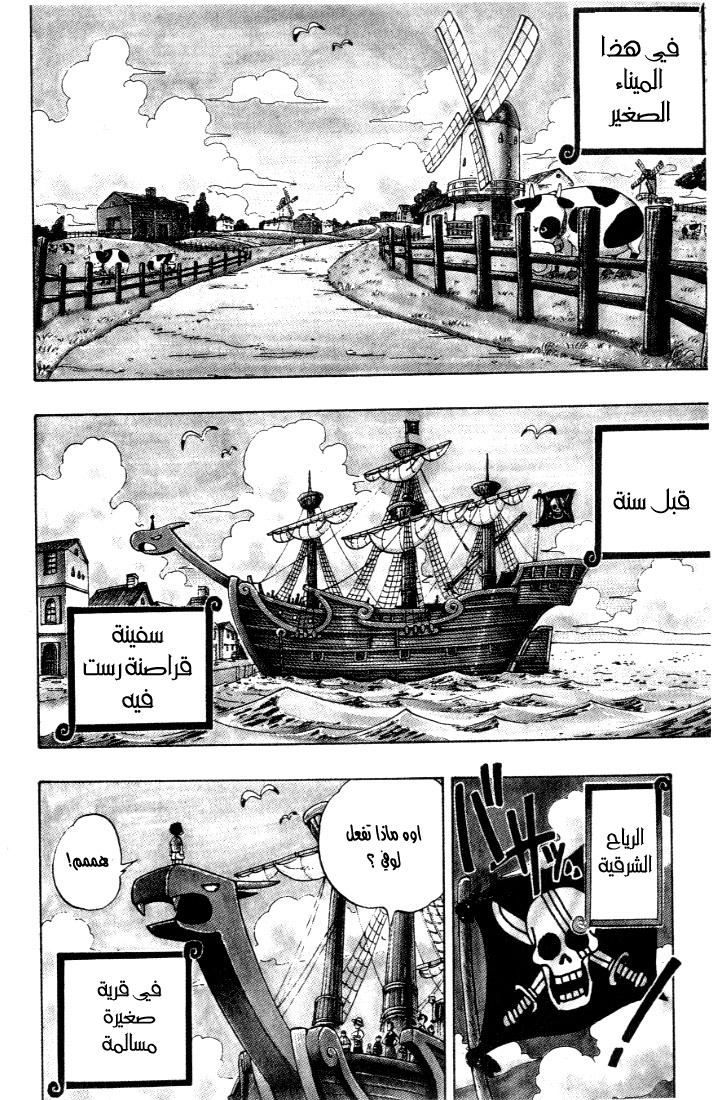 في هذا
الميناء
الصغير
قبل سنة
سفينة
قراصنة رست
فيه
الرياح
الشرقية
اوه ماذا تفعل
لوفي ؟
هممم!
في قرية
صغيرة
مسالمة